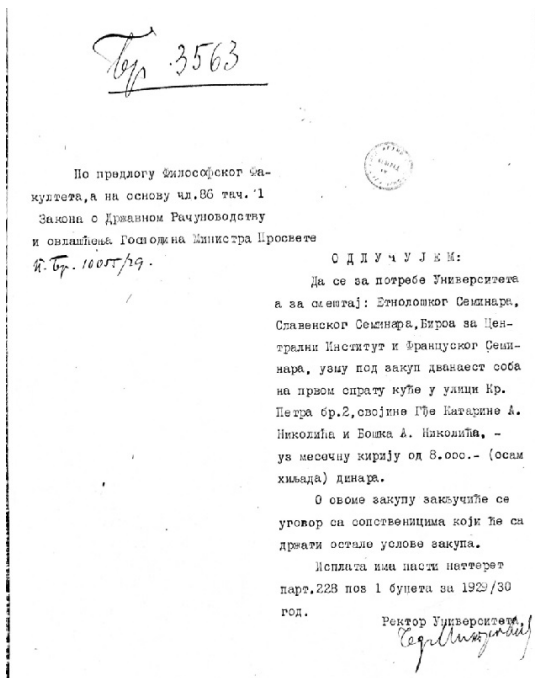 Бр. 3563
По предлогу Философског Фа-
култета,а на основу чл.86 тач. 1
Закона о Државном Рачуноводству
и овлашћења Господина Министра Просвете
П. Бр. 10055/29.
О Д Л У Ч У Ј Е М:
Да се за потребе Универзитета
а за смештај: Етнолошког Семинара,
Славенског Семинара,Бироа за Цен-
трални Институт и Француског Семи-
нара, узму под закуп дванаест соба
на првом спрату куће у улици Кр.
Петра бр.2,својине Гђе Катарине А.
Николића и Бошка А. Николића, -
уз месечну кирију од 8.000.- (осам
хиљада) динара.
О овоме закупу закључиће се
уговор са сопственицима који ће са
држати остале услове закупа.
Исплата има пасти натерет
парт.228 поз 1 буџета за 1929/30
год.
Ректор Универзитета,